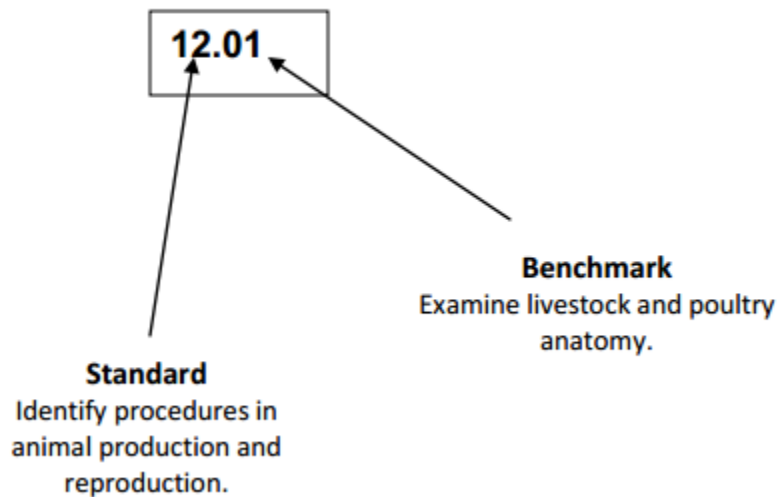 12.01
Benchmark
Examine livestock and poultry
anatomy.
Standard
Identify procedures in
animal production and
reproduction.